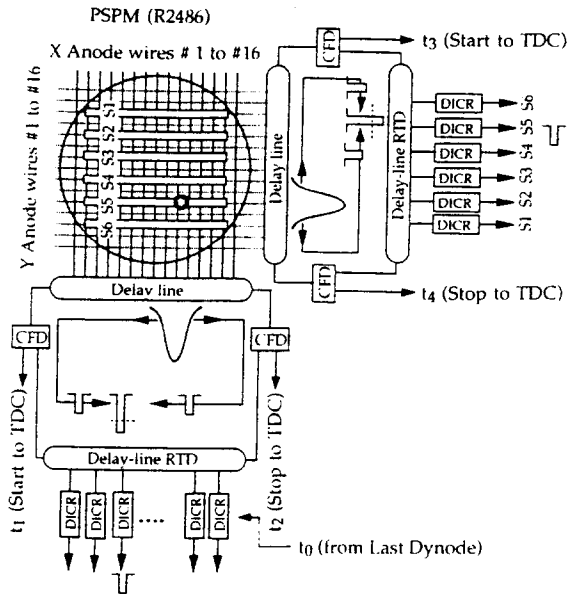 PSPM (R2486)
X Anode wires # 1 to #16
Y Anode wires #1 to #16
S1
S2
S3
S4
S5
S6
Delay line
CFD
CFD
t1 (Start to TDC)
t2 (Stop to TDC)
Delay-line RTD
DICR
DICR
DICR
....
DICR
DICR
t0 (from Last Dynode)
CFD
t3 (Start to TDC)
Delay line
Delay-line RTD
DICR
S6
DICR
S5
DICR
S4
DICR
S3
DICR
S2
DICR
S1
CFD
t4 (Stop to TDC)